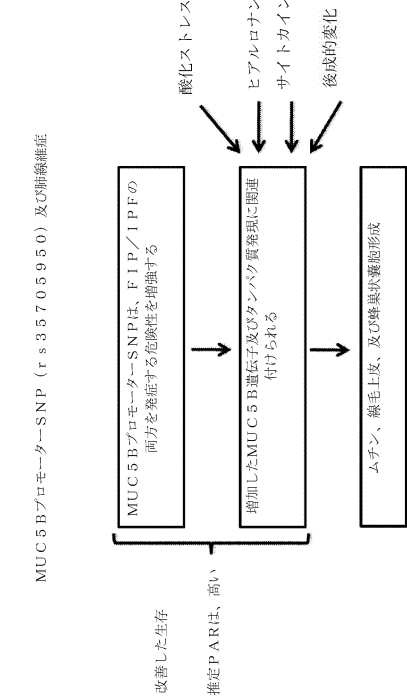 MUC5BプロモーターSNP(rs35705950)及び肺線維症
改善した生存
推定PARは、高い
MUC5BプロモーターSNPは、FIP/IPFの
両方を発症する危険性を増強する
酸化ストレス
ヒアルロナン
サイトカイン
後成的変化
増加したMUC5B遺伝子及びタンパク質発現に関連
付けられる
ムチン、線毛上皮、及び蜂巣状嚢胞形成